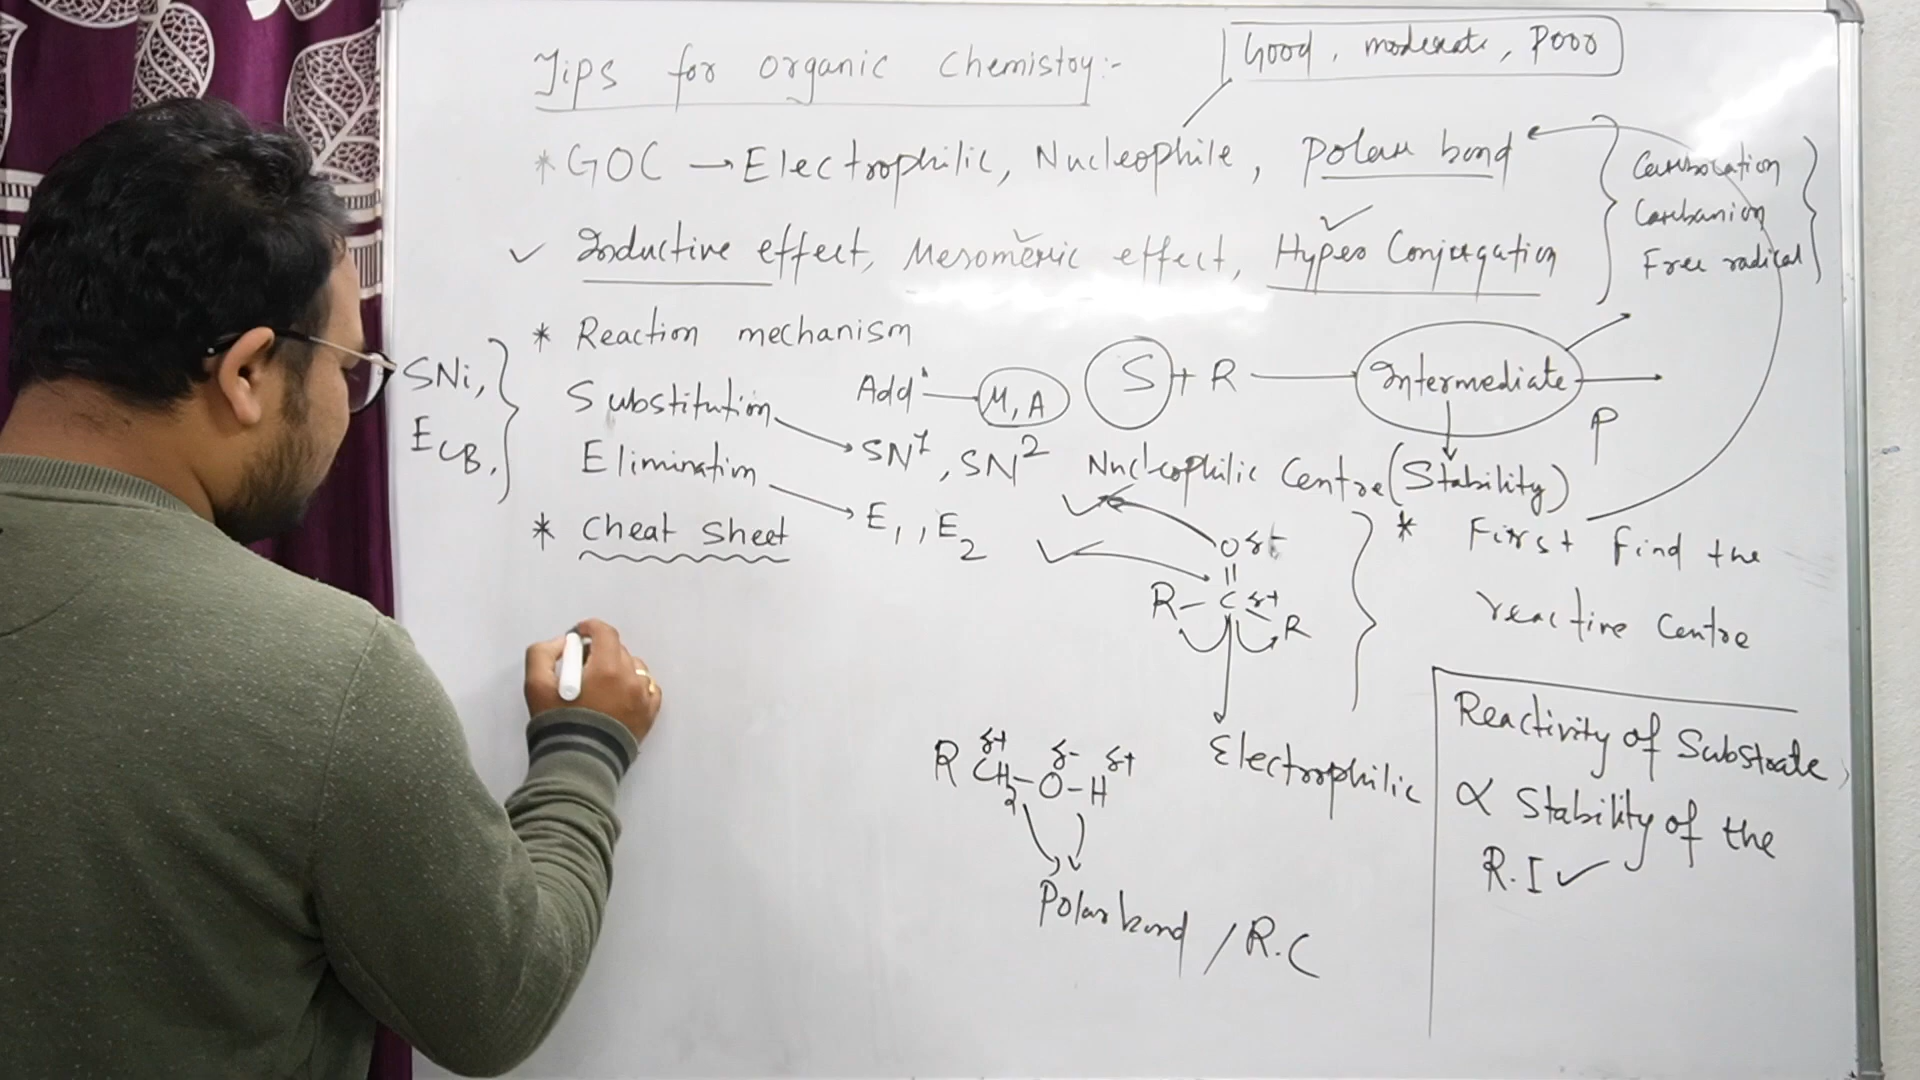 Tips for organic chemistry:-
Good, moderate, Poor
* GOC → Electrophilic, Nucleophile, Polar bond
Carbocation
Carbanion
Free radical
✓ Inductive effect, Mesomeric effect, Hyper Conjugation
* Reaction mechanism
SNi,
ECB,
Substitution
Add^n — M, A
S + R → Intermediate →
P
Elimination
SN1, SN2
Nucleophilic Centre (Stability)
* Cheat Sheet
E1, E2
O δ-
R-C δ+
R
* First find the
reactive Centre
Electrophilic
R CH2-O-H
δ+ δ- δ+
Polar bond / R.C
Reactivity of Substrate
∝ Stability of the
R.I ✓